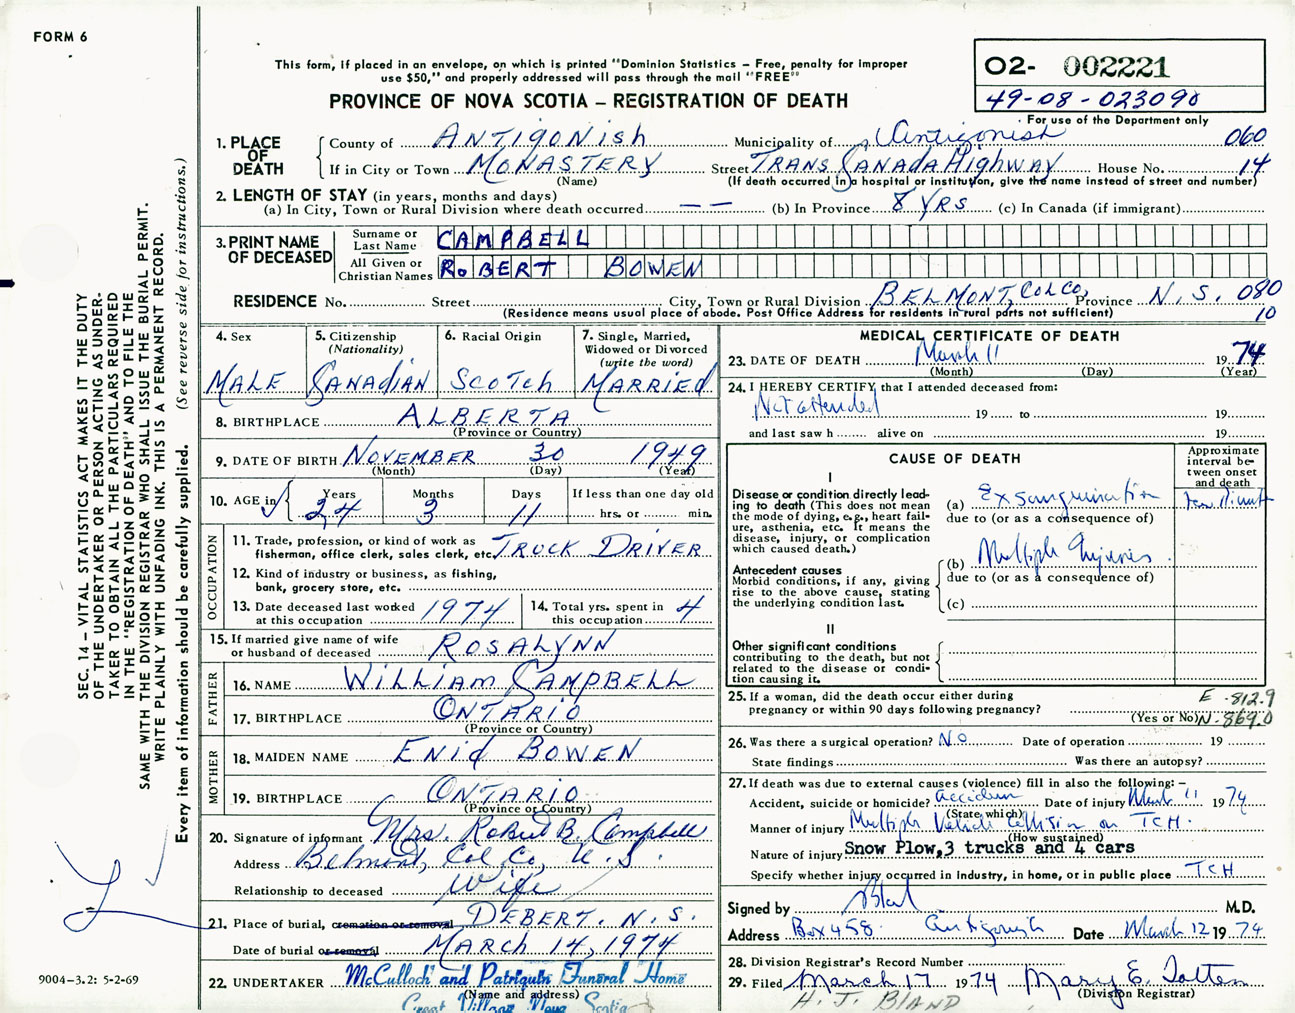 FORM 6
This form, if placed in an envelope, on which is printed "Dominion Statistics – Free, penalty for improper
use $50," and properly addressed will pass through the mail "FREE"
PROVINCE OF NOVA SCOTIA – REGISTRATION OF DEATH
02- 002221
49-08-023090
For use of the Department only
1. PLACE OF DEATH County of ANTIGONISH Municipality of Antigonish 060
If in City or Town MONASTERY Street TRANS CANADA HIGHWAY House No. 14
(Name) (If death occurred in a hospital or institution, give the name instead of street and number)
2. LENGTH OF STAY (in years, months and days)
(a) In City, Town or Rural Division where death occurred — — (b) In Province 8 YRS (c) In Canada (if immigrant)
3. PRINT NAME OF DECEASED Surname or Last Name CAMPBELL
All Given or Christian Names ROBERT BOWEN
RESIDENCE No. Street City, Town or Rural Division BELMONT, COL CO, Province N.S. 080
(Residence means usual place of abode. Post Office Address for residents in rural parts not sufficient) 10
4. Sex MALE
5. Citizenship (Nationality) CANADIAN
6. Racial Origin SCOTCH
7. Single, Married, Widowed or Divorced (write the word) MARRIED
8. BIRTHPLACE ALBERTA
(Province or Country)
9. DATE OF BIRTH NOVEMBER 30 1949
(Month) (Day) (Year)
10. AGE in Years 24 Months 3 Days 11 If less than one day old hrs. or min.
OCCUPATION
11. Trade, profession, or kind of work as
fisherman, office clerk, sales clerk, etc. TRUCK DRIVER
12. Kind of industry or business, as fishing,
bank, grocery store, etc.
13. Date deceased last worked at this occupation 1974 14. Total yrs. spent in this occupation 4
15. If married give name of wife or husband of deceased ROSALYNN
FATHER
16. NAME WILLIAM CAMPBELL
17. BIRTHPLACE ONTARIO
(Province or Country)
MOTHER
18. MAIDEN NAME ENID BOWEN
19. BIRTHPLACE ONTARIO
(Province or Country)
20. Signature of informant Mrs. Robert B. Campbell
Address Belmont, Col Co, N.S.
Relationship to deceased Wife
21. Place of burial, cremation or removal DEBERT. N.S.
Date of burial or removal MARCH 14, 1974
22. UNDERTAKER McCulloch and Patriquin Funeral Home
(Name and address)
Great Village Nova Scotia
MEDICAL CERTIFICATE OF DEATH
23. DATE OF DEATH March 11 1974
(Month) (Day) (Year)
24. I HEREBY CERTIFY that I attended deceased from:
Not attended 19 to 19
and last saw h alive on 19
CAUSE OF DEATH
Approximate interval between onset and death
I
Disease or condition directly leading to death (This does not mean the mode of dying, e.g., heart failure, asthenia, etc. It means the disease, injury, or complication which caused death.)
(a) Exsanguination
due to (or as a consequence of)
Antecedent causes
Morbid conditions, if any, giving rise to the above cause, stating the underlying condition last.
(b) Multiple Injuries
due to (or as a consequence of)
(c)
II
Other significant conditions
contributing to the death, but not related to the disease or condition causing it.
25. If a woman, did the death occur either during
pregnancy or within 90 days following pregnancy? (Yes or No)
E-812.9
N-869.0
26. Was there a surgical operation? No Date of operation 19
State findings Was there an autopsy?
27. If death was due to external causes (violence) fill in also the following: –
Accident, suicide or homicide? accident Date of injury March 11 1974
(State which)
Manner of injury Multiple Vehicle Collision on TCH.
(How sustained)
Nature of injury Snow Plow, 3 trucks and 4 cars
Specify whether injury occurred in industry, in home, or in public place TCH
Signed by M.D.
Address Box 458 Antigonish Date March 12 1974
28. Division Registrar's Record Number
29. Filed March 17 1974 Mary E. Totten
(Division Registrar)
H. J. BLAND
SEC. 14 – VITAL STATISTICS ACT MAKES IT THE DUTY
OF THE UNDERTAKER OR PERSON ACTING AS UNDER-
TAKER TO OBTAIN ALL THE PARTICULARS REQUIRED
IN THE "REGISTRATION OF DEATH" AND TO FILE THE
SAME WITH THE DIVISION REGISTRAR WHO SHALL ISSUE THE BURIAL PERMIT.
WRITE PLAINLY WITH UNFADING INK. THIS IS A PERMANENT RECORD.
Every item of information should be carefully supplied. (See reverse side for instructions.)
9004-3.2: 5-2-69